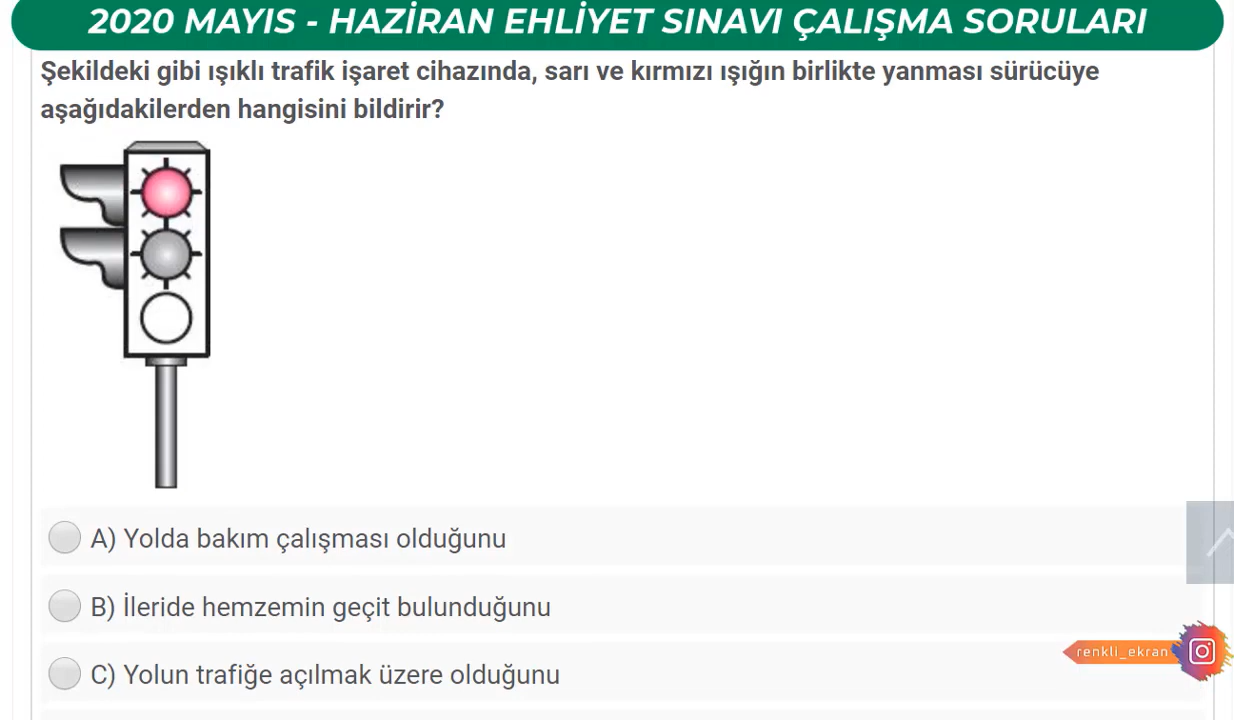 2020 MAYIS - HAZİRAN EHLİYET SINAVI ÇALIŞMA SORULARI
Şekildeki gibi ışıklı trafik işaret cihazında, sarı ve kırmızı ışığın birlikte yanması sürücüye
aşağıdakilerden hangisini bildirir?
A) Yolda bakım çalışması olduğunu
B) İleride hemzemin geçit bulunduğunu
C) Yolun trafiğe açılmak üzere olduğunu
renkli_ekran